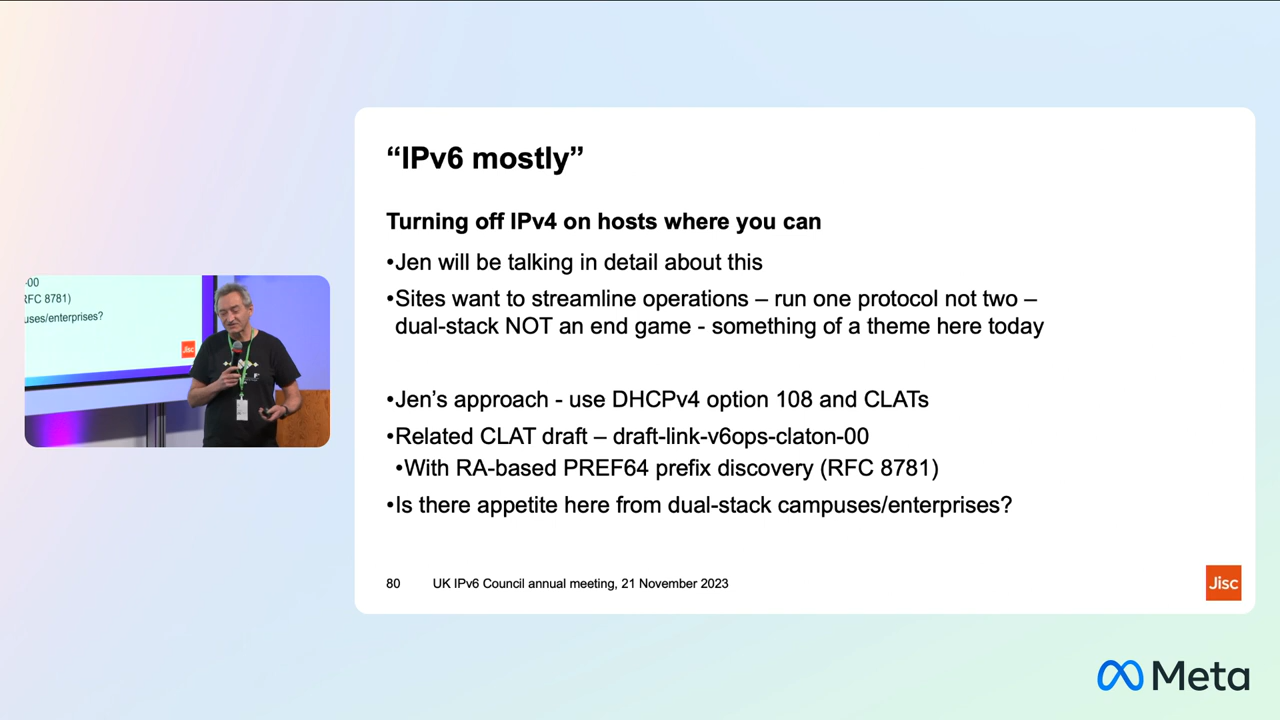 “IPv6 mostly”
Turning off IPv4 on hosts where you can
•Jen will be talking in detail about this
•Sites want to streamline operations – run one protocol not two –
dual-stack NOT an end game - something of a theme here today
•Jen’s approach - use DHCPv4 option 108 and CLATs
•Related CLAT draft – draft-link-v6ops-claton-00
•With RA-based PREF64 prefix discovery (RFC 8781)
•Is there appetite here from dual-stack campuses/enterprises?
80 UK IPv6 Council annual meeting, 21 November 2023
Jisc
-00
RFC 8781)
uses/enterprises?
Jisc
Meta